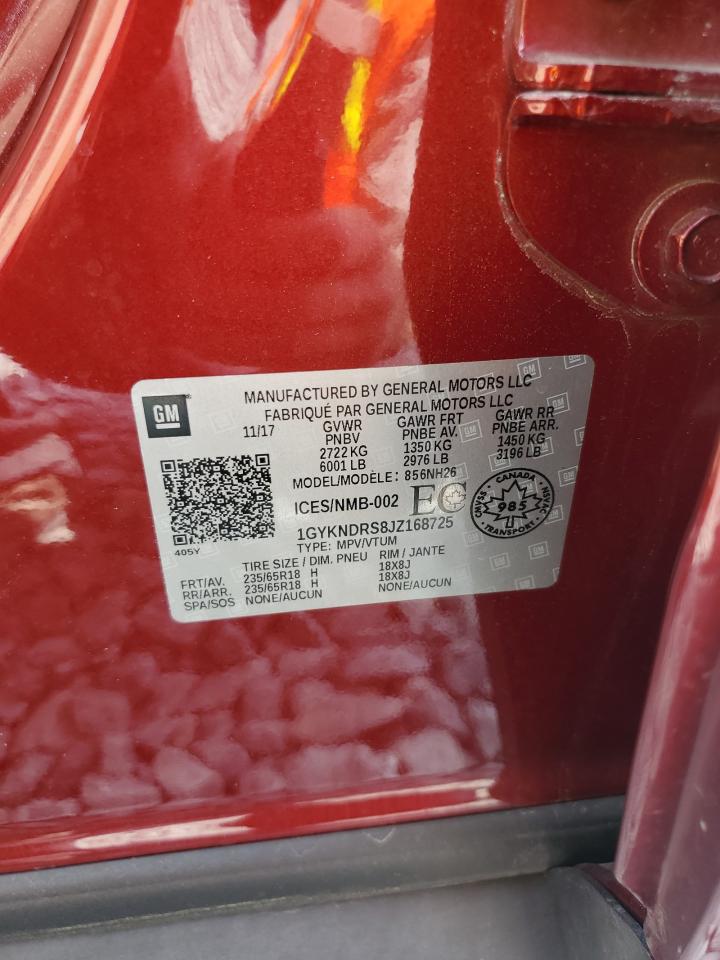 GM
MANUFACTURED BY GENERAL MOTORS LLC
FABRIQUÉ PAR GENERAL MOTORS LLC
11/17 GVWR GAWR FRT GAWR RR
PNBV PNBE AV. PNBE ARR.
2722 KG 1350 KG 1450 KG
6001 LB 2976 LB 3196 LB
MODEL/MODÈLE: 856NH26
ICES/NMB-002 EC
CANADA
985
TRANSPORT
NSVAC
NSVMC
1GYKNDRS8JZ168725
405Y
TYPE: MPV/VTUM
TIRE SIZE / DIM. PNEU RIM / JANTE
FRT/AV. 235/65R18 H 18X8J
RR/ARR. 235/65R18 H 18X8J
SPA/SOS NONE/AUCUN NONE/AUCUN